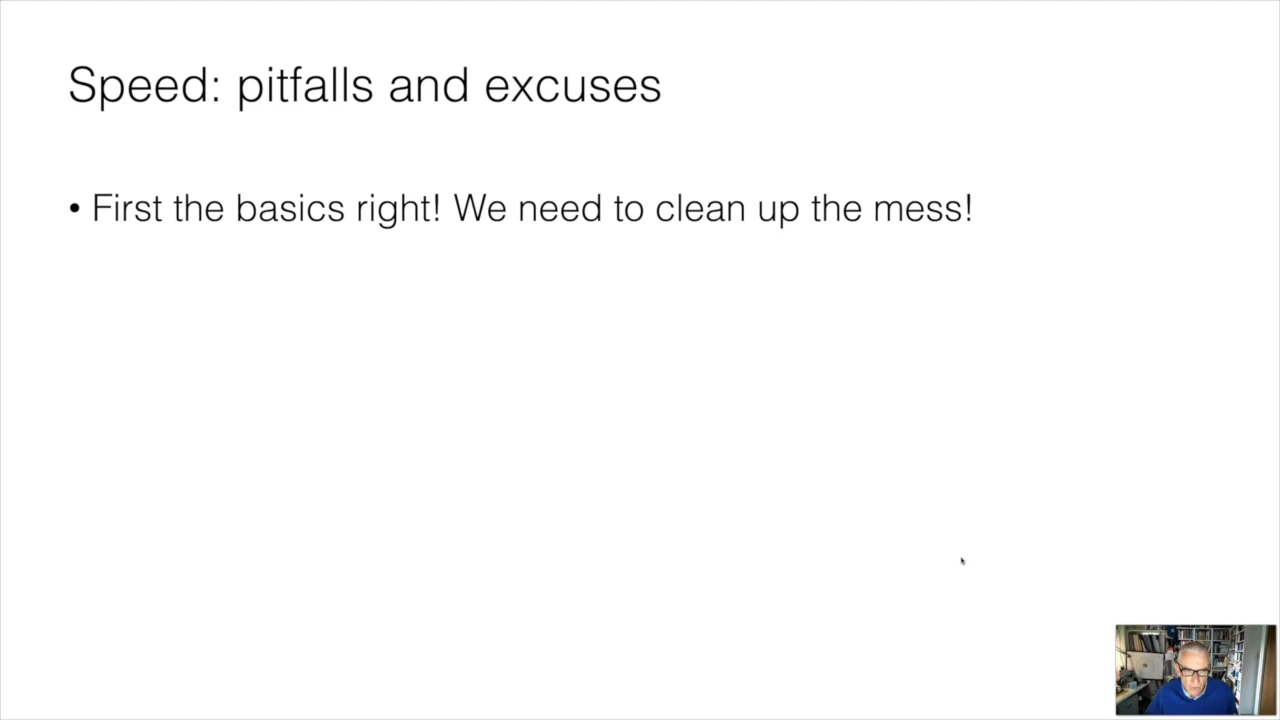 Speed: pitfalls and excuses
• First the basics right! We need to clean up the mess!